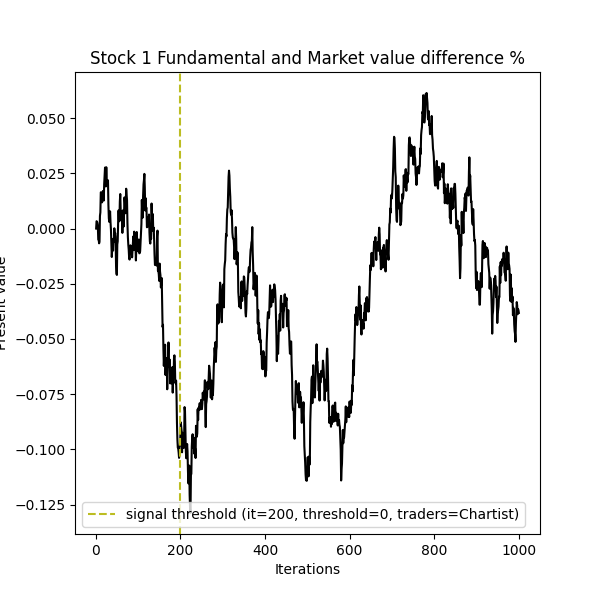 Stock 1 Fundamental and Market value difference %
Present value
0.050
0.025
0.000
−0.025
−0.050
−0.075
−0.100
−0.125
signal threshold (it=200, threshold=0, traders=Chartist)
0 200 400 600 800 1000
Iterations